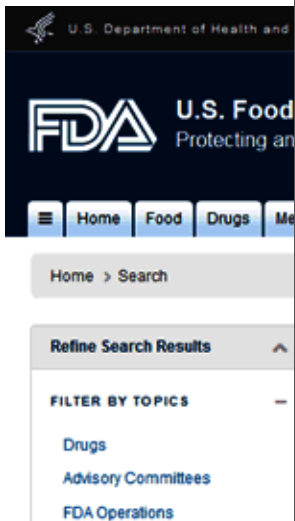 U.S. Department of Health and
FDA
U.S. Food
Protecting an
Home Food Drugs Me
Home > Search
Refine Search Results
FILTER BY TOPICS
Drugs
Advisory Committees
FDA Operations